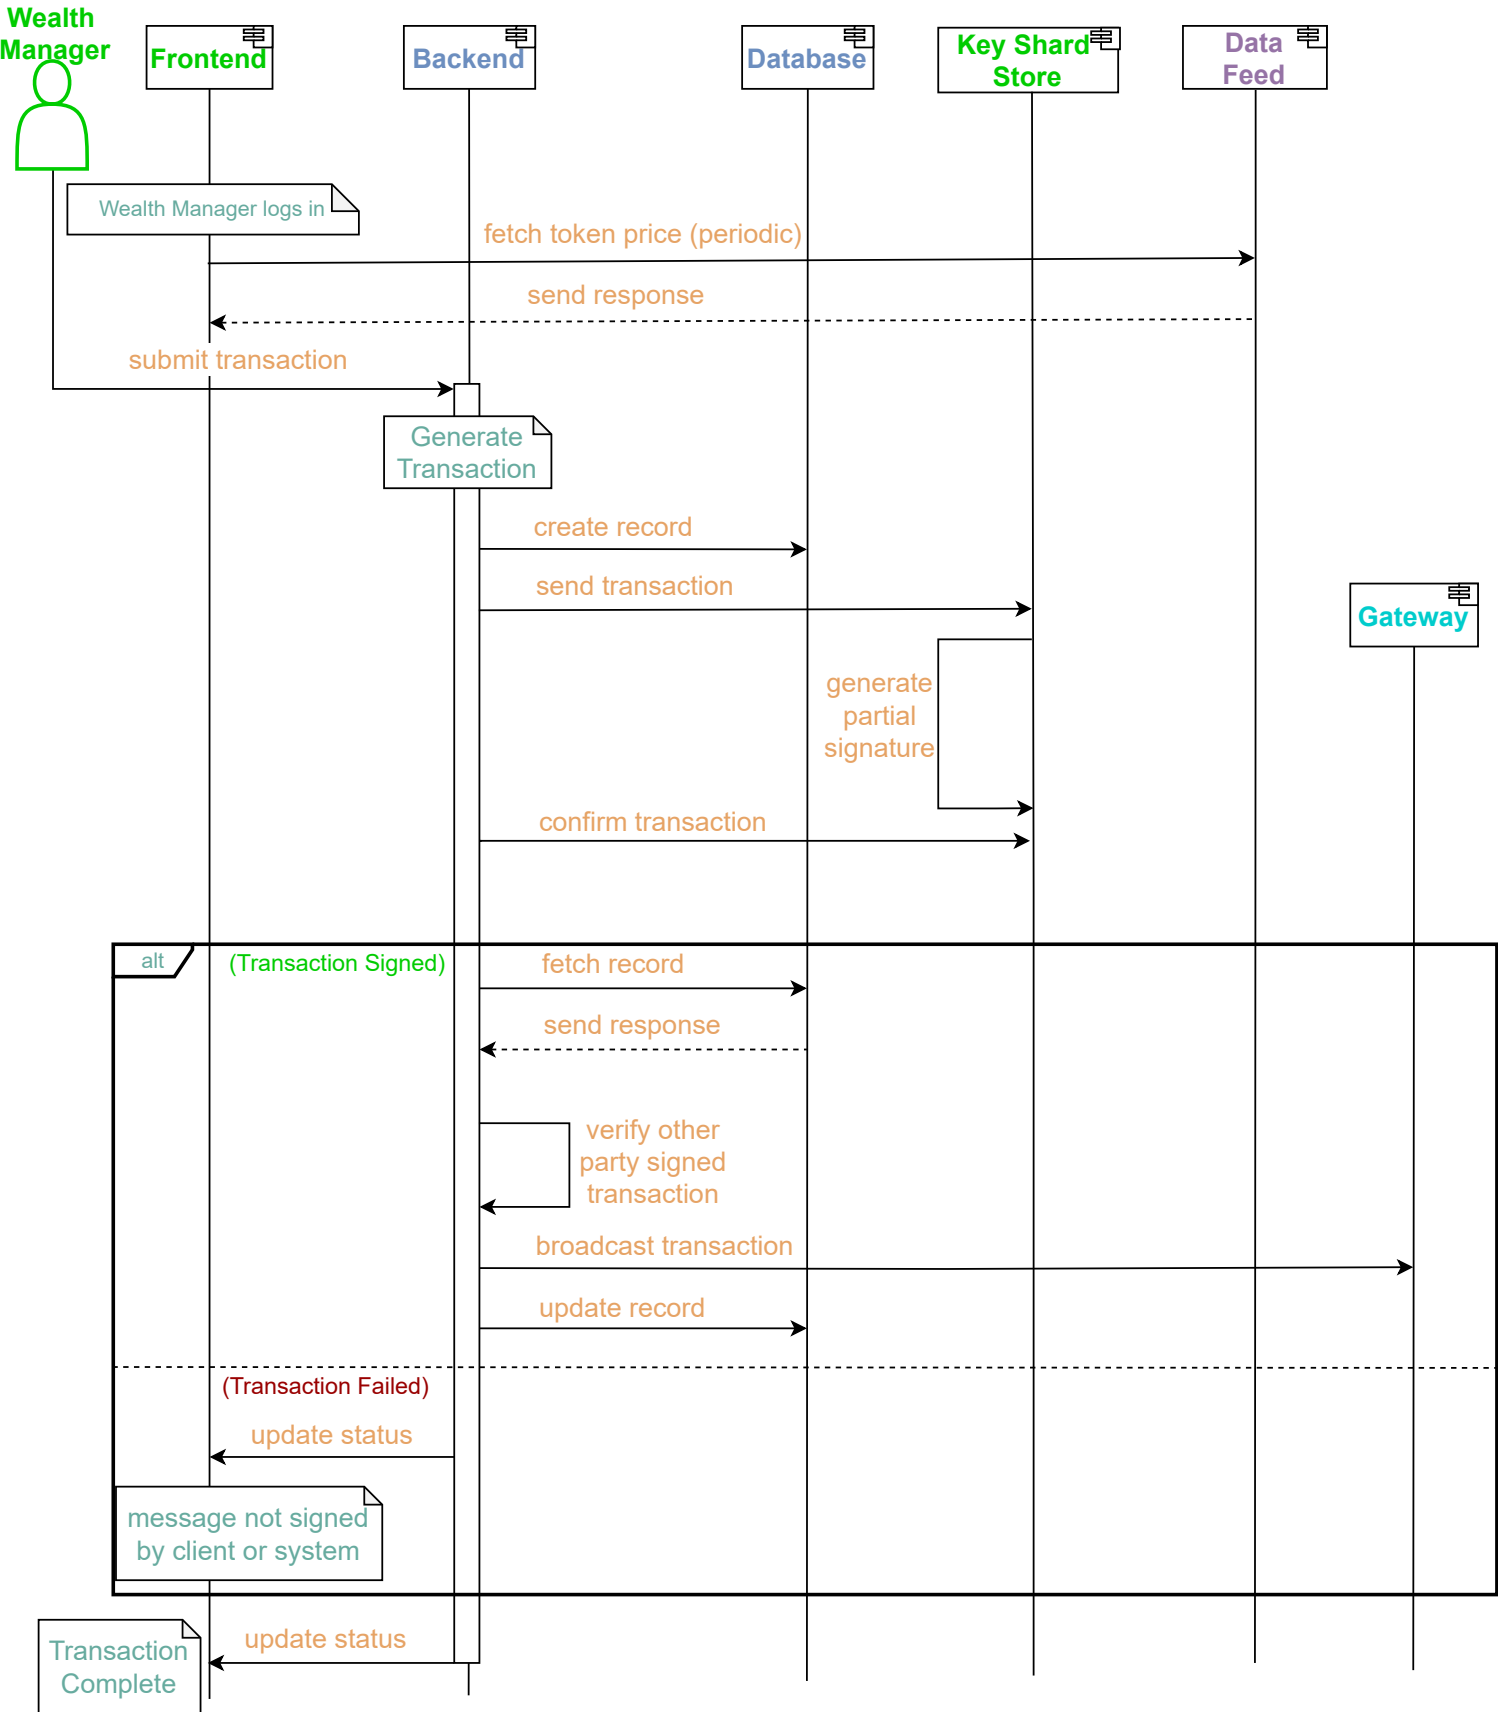 Wealth
Manager
Frontend
Backend
Database
Key Shard
Store
Data
Feed
Wealth Manager logs in
fetch token price (periodic)
send response
submit transaction
Generate
Transaction
create record
send transaction
Gateway
generate
partial
signature
confirm transaction
alt
(Transaction Signed)
fetch record
send response
verify other
party signed
transaction
broadcast transaction
update record
(Transaction Failed)
update status
message not signed
by client or system
update status
Transaction
Complete